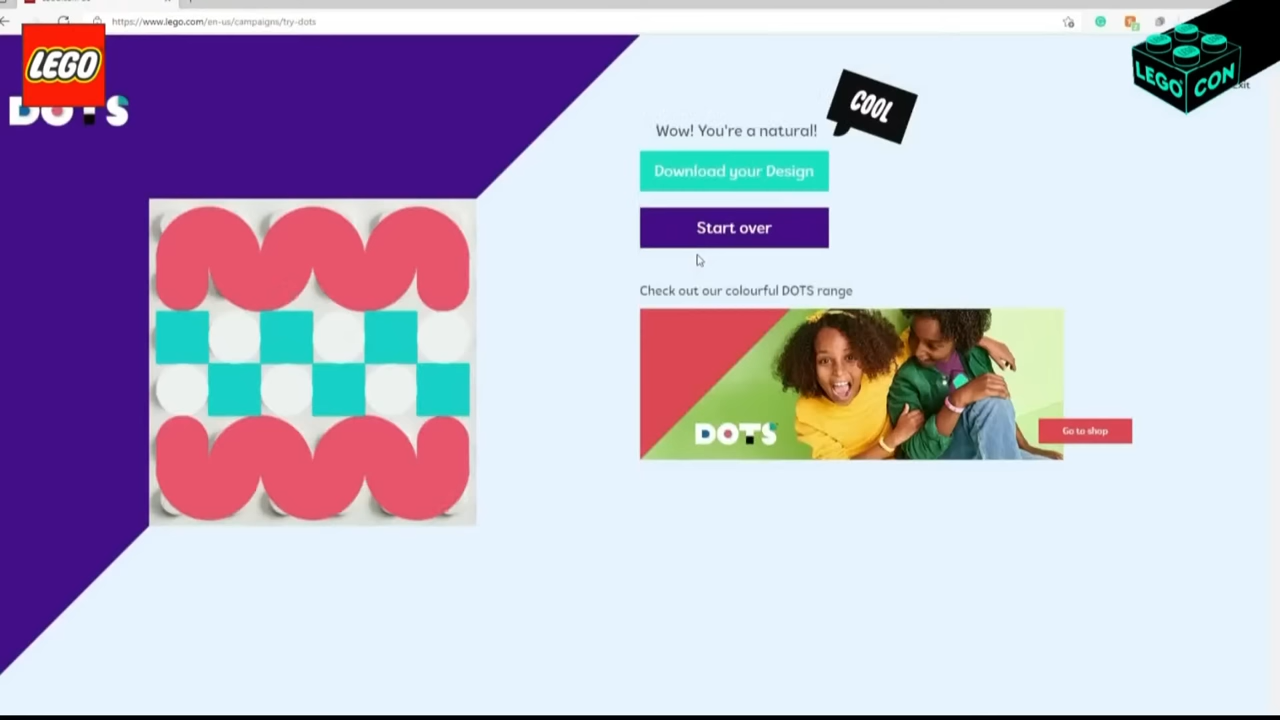 https://www.lego.com/en-us/campaigns/try-dots
LEGO
LEGO CON
DOTS
COOL
Wow! You're a natural!
Download your Design
Start over
Check out our colourful DOTS range
DOTS
Go to shop